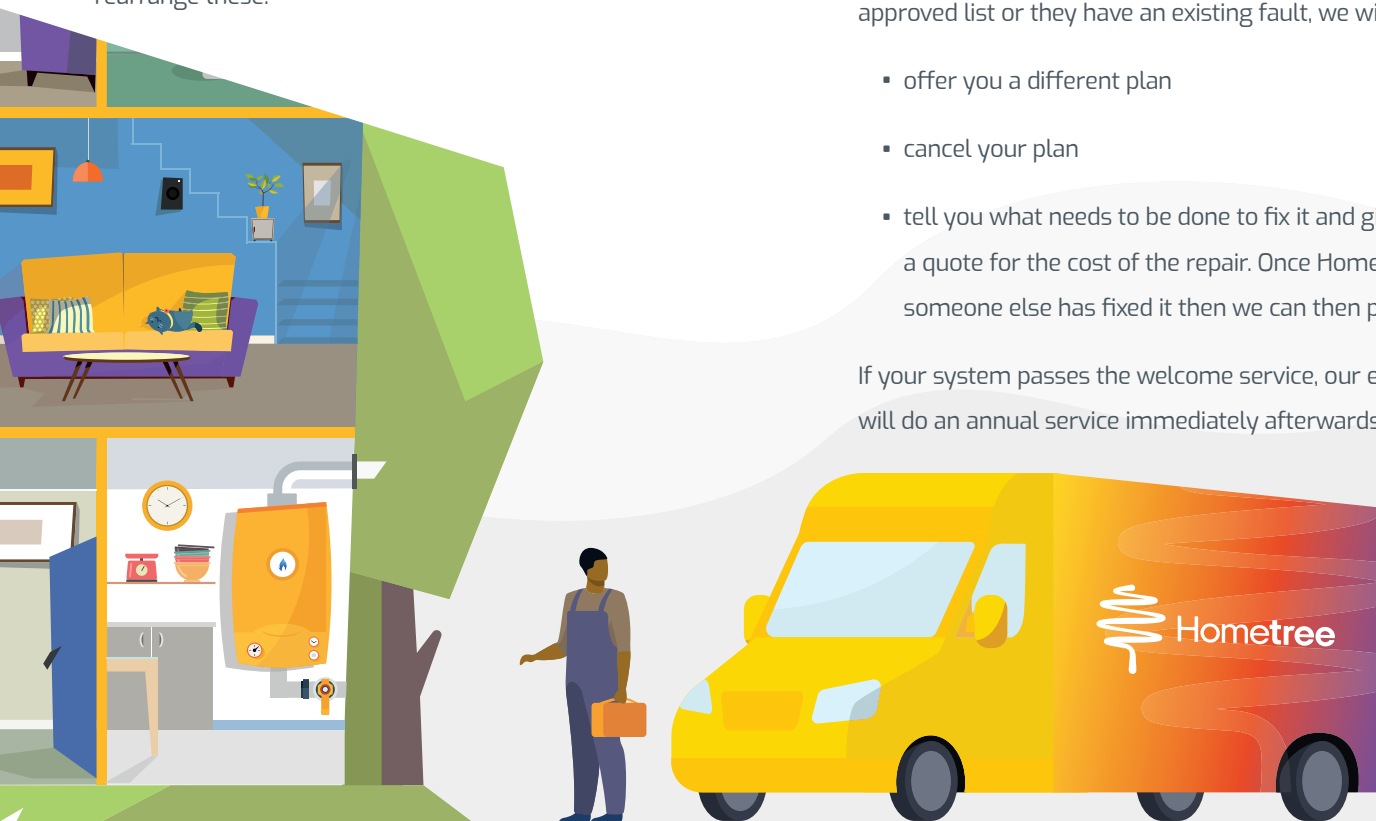 rearrange these.
approved list or they have an existing fault, we
▪ offer you a different plan
▪ cancel your plan
▪ tell you what needs to be done to fix it and
a quote for the cost of the repair. Once
someone else has fixed it then we can then
If your system passes the welcome service, our
will do an annual service immediately afterwards
Hometree